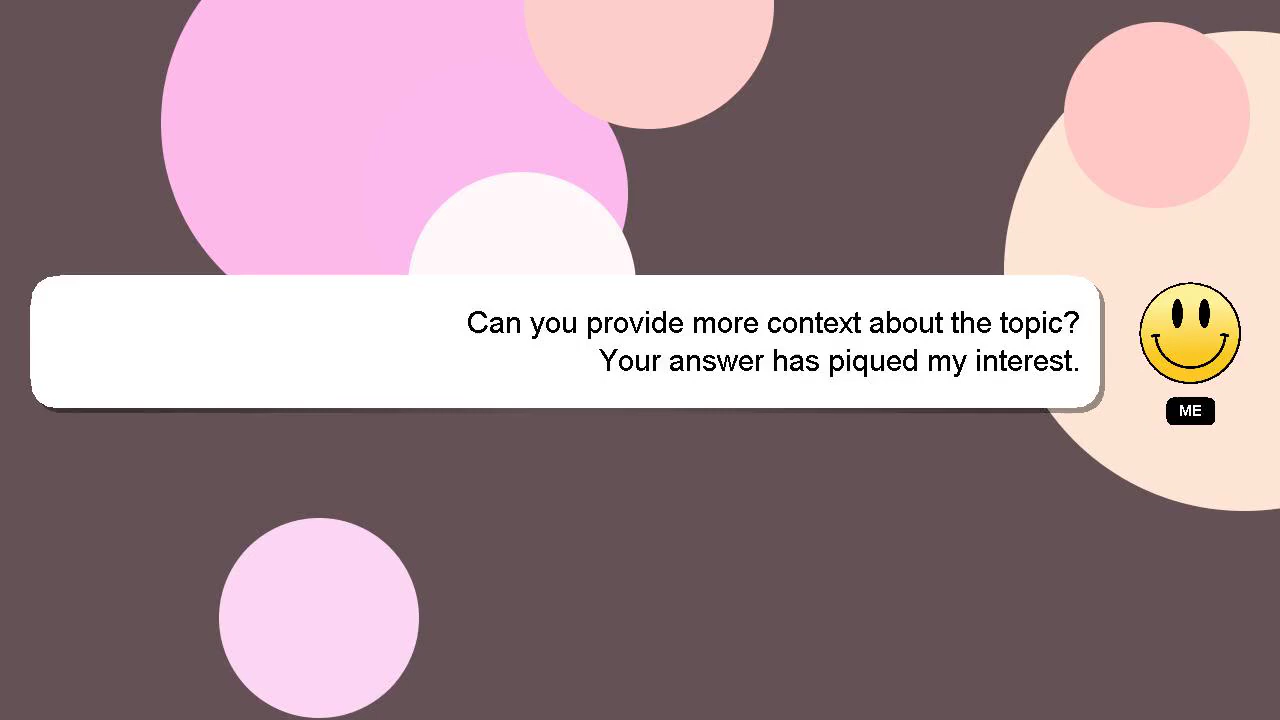 Can you provide more context about the topic?
Your answer has piqued my interest.
ME